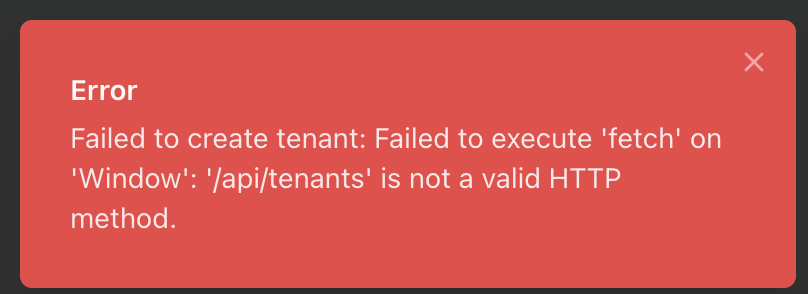 Error
Failed to create tenant: Failed to execute 'fetch' on
'Window': '/api/tenants' is not a valid HTTP
method.